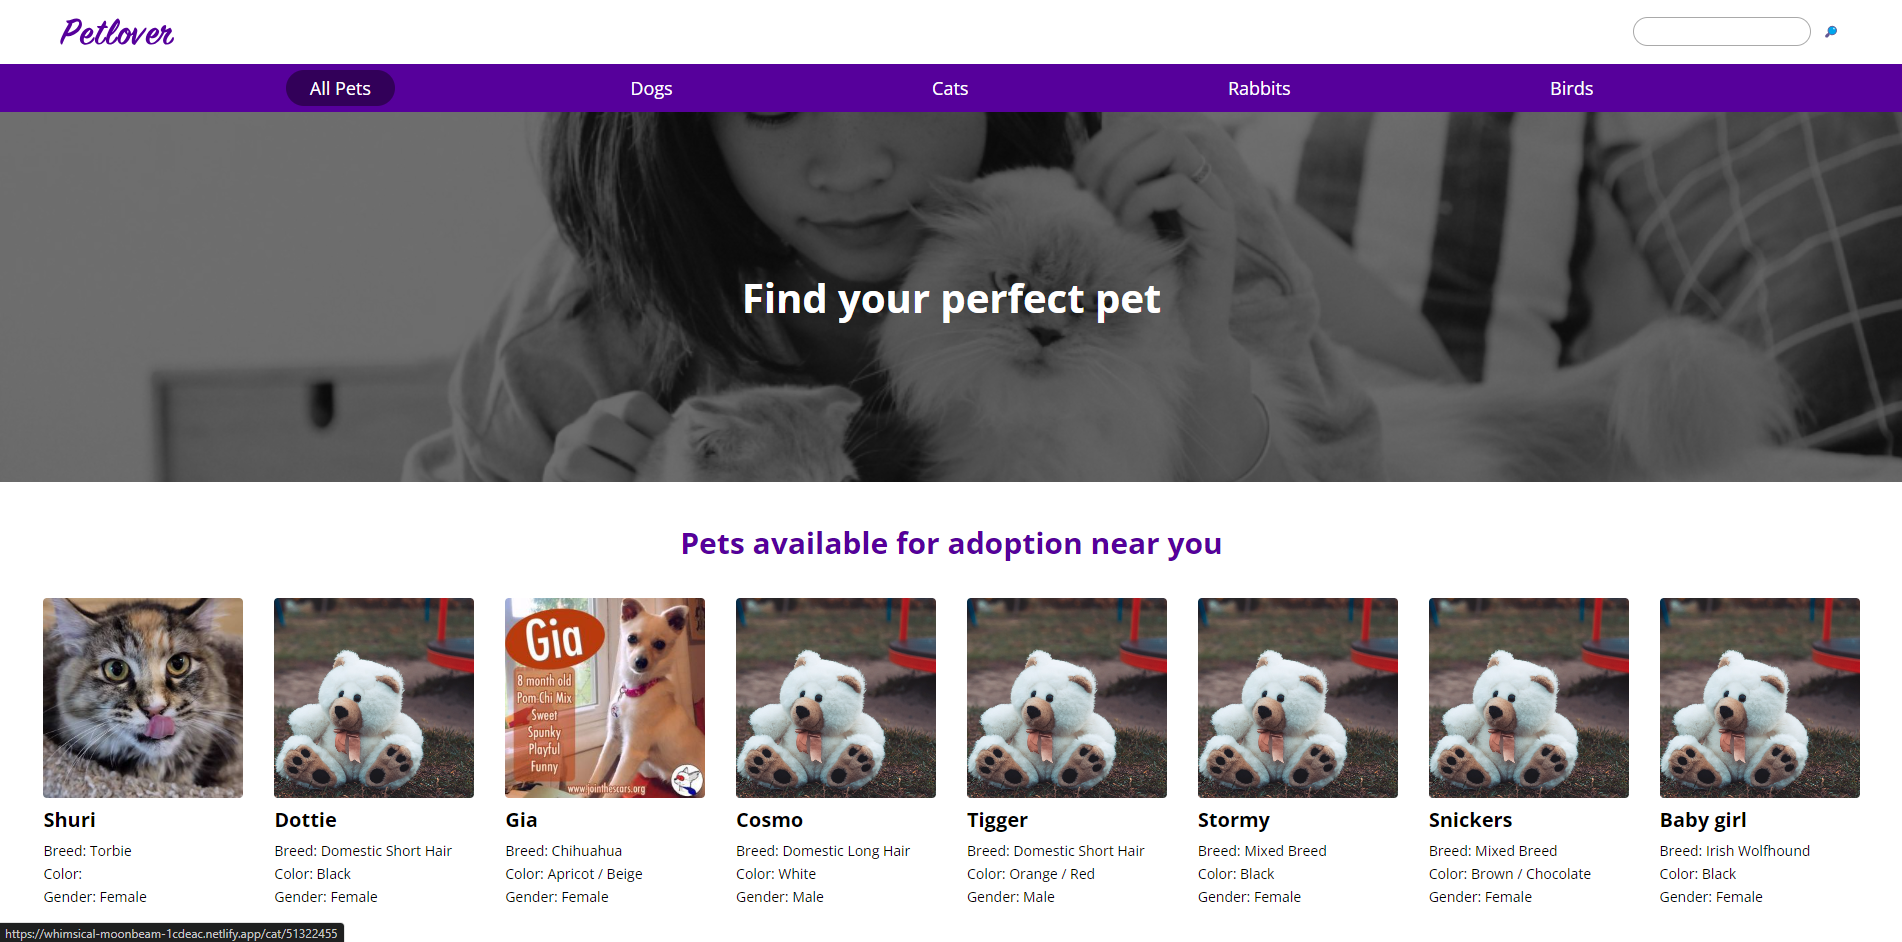 Petlover
All Pets
Dogs
Cats
Rabbits
Birds
Find your perfect pet
Pets available for adoption near you
Gia
8 month old
Pom Chi Mix
Sweet
Spunky
Playful
Funny
www.jointhescars.org
Shuri
Breed: Torbie
Color:
Gender: Female
Dottie
Breed: Domestic Short Hair
Color: Black
Gender: Female
Gia
Breed: Chihuahua
Color: Apricot / Beige
Gender: Female
Cosmo
Breed: Domestic Long Hair
Color: White
Gender: Male
Tigger
Breed: Domestic Short Hair
Color: Orange / Red
Gender: Male
Stormy
Breed: Mixed Breed
Color: Black
Gender: Female
Snickers
Breed: Mixed Breed
Color: Brown / Chocolate
Gender: Female
Baby girl
Breed: Irish Wolfhound
Color: Black
Gender: Female
https://whimsical-moonbeam-1cdeac.netlify.app/cat/51322455